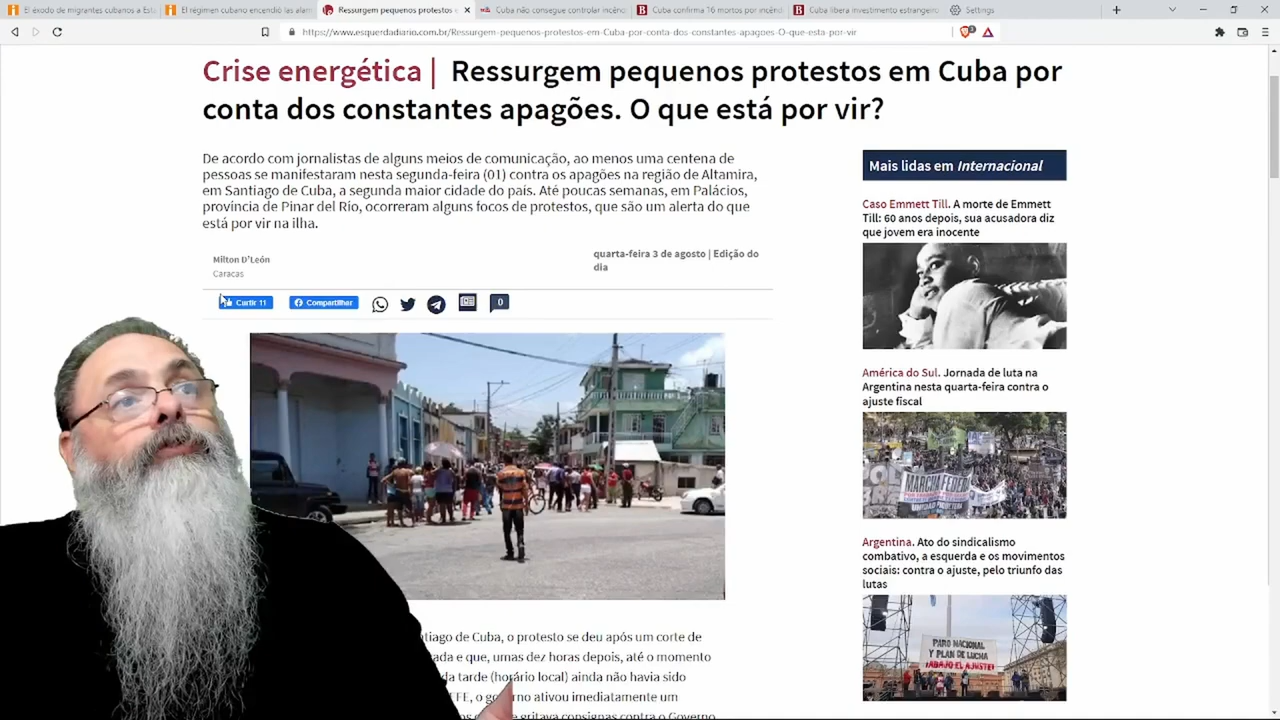 El éxodo de migrantes cubanos a Esta
El régimen cubano encendió las alarm
Ressurgem pequenos protestos e
Cuba não consegue controlar incênd
Cuba confirma 16 mortos por incênd
Cuba libera investimento estrangeiro
Settings
https://www.esquerdadiario.com.br/Ressurgem-pequenos-protestos-em-Cuba-por-conta-dos-constantes-apagoes-O-que-esta-por-vir
Crise energética | Ressurgem pequenos protestos em Cuba por
conta dos constantes apagões. O que está por vir?
De acordo com jornalistas de alguns meios de comunicação, ao menos uma centena de
pessoas se manifestaram nesta segunda-feira (01) contra os apagões na região de Altamira,
em Santiago de Cuba, a segunda maior cidade do país. Até poucas semanas, em Palácios,
província de Pinar del Río, ocorreram alguns focos de protestos, que são um alerta do que
está por vir na ilha.
Milton D'León
Caracas
quarta-feira 3 de agosto | Edição do
dia
Curtir 11
Compartilhar
0
tiago de Cuba, o protesto se deu após um corte de
ada e que, umas dez horas depois, até o momento
da tarde (horário local) ainda não havia sido
CFE, o governo ativou imediatamente um
gritava consignas contra o Governo
Mais lidas em Internacional
Caso Emmett Till. A morte de Emmett
Till: 60 anos depois, sua acusadora diz
que jovem era inocente
América do Sul. Jornada de luta na
Argentina nesta quarta-feira contra o
ajuste fiscal
MARCHA FEDER
Argentina. Ato do sindicalismo
combativo, a esquerda e os movimentos
sociais: contra o ajuste, pelo triunfo das
lutas
PARO NACIONAL
Y PLAN DE LUCHA
¡ABAJO EL AJUSTE!